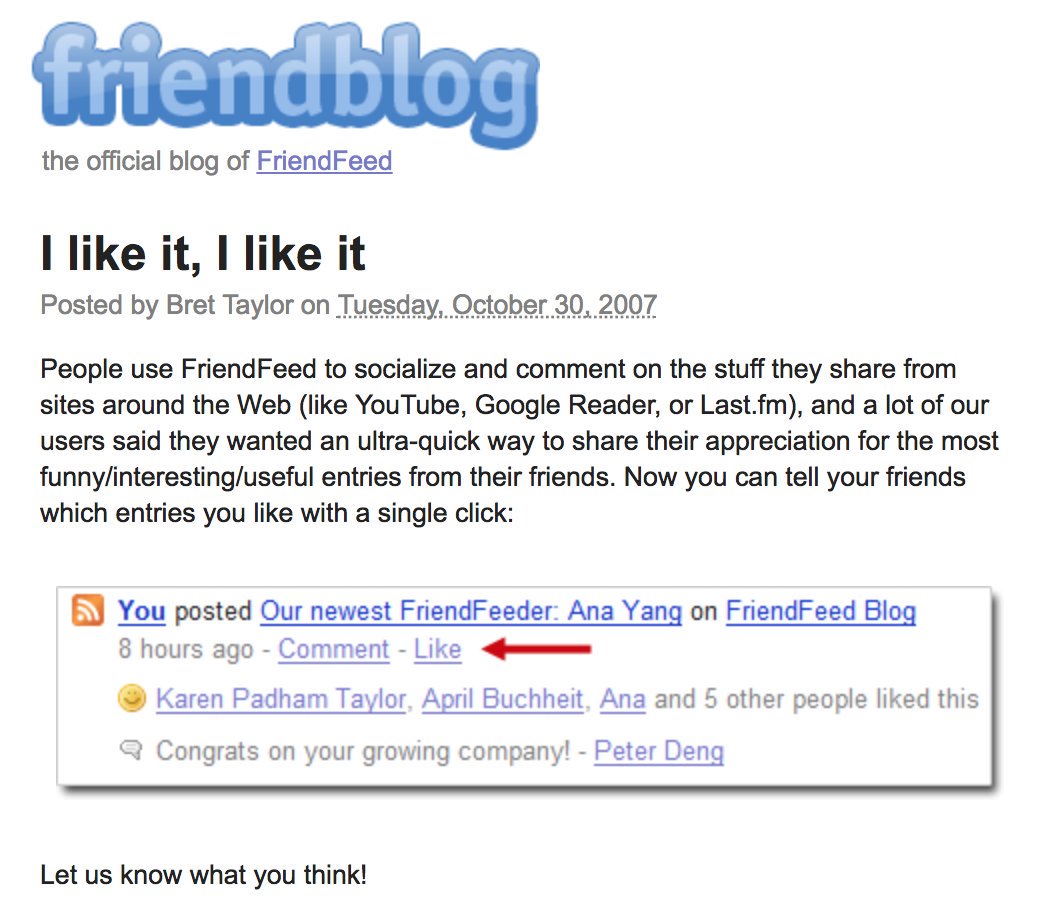 friendblog
the official blog of FriendFeed
I like it, I like it
Posted by Bret Taylor on Tuesday, October 30, 2007
People use FriendFeed to socialize and comment on the stuff they share from
sites around the Web (like YouTube, Google Reader, or Last.fm), and a lot of our
users said they wanted an ultra-quick way to share their appreciation for the most
funny/interesting/useful entries from their friends. Now you can tell your friends
which entries you like with a single click:
You posted Our newest FriendFeeder: Ana Yang on FriendFeed Blog
8 hours ago - Comment - Like
Karen Padham Taylor, April Buchheit, Ana and 5 other people liked this
Congrats on your growing company! - Peter Deng
Let us know what you think!